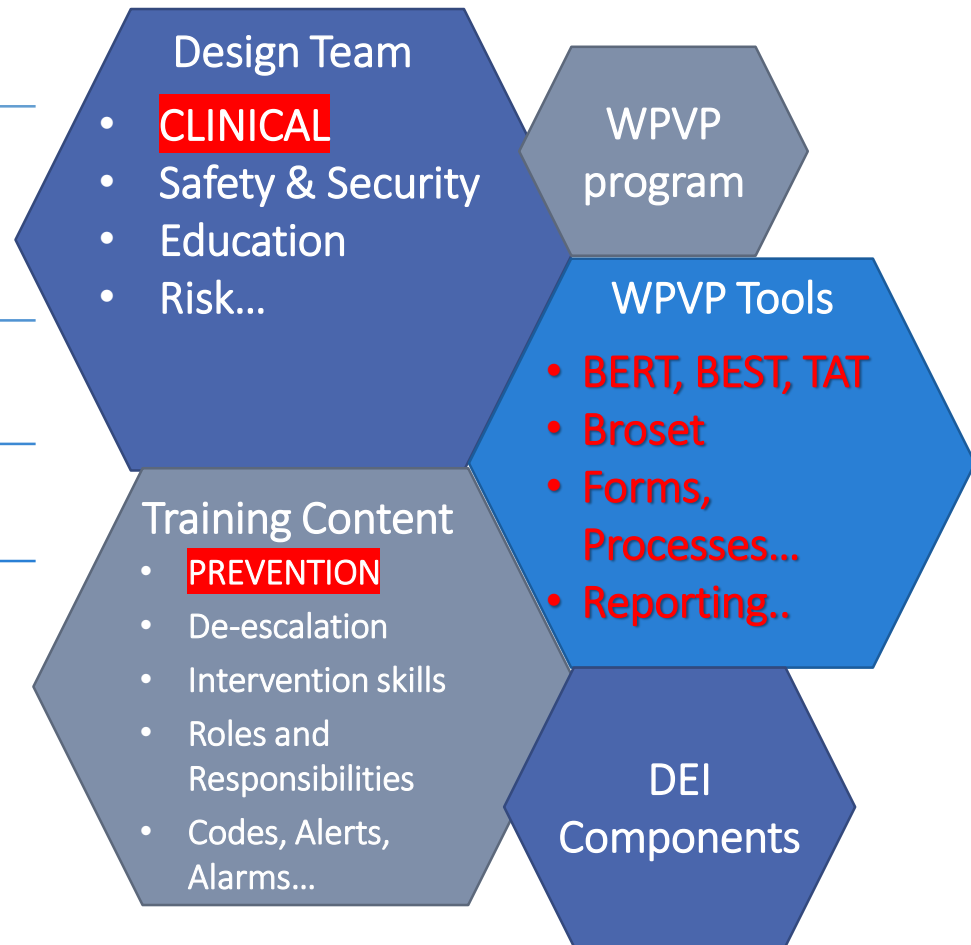 Design Team
• CLINICAL
• Safety & Security
• Education
• Risk...
WPVP
program
WPVP Tools
• BERT, BEST, TAT
• Broset
• Forms,
Processes...
• Reporting..
Training Content
• PREVENTION
• De-escalation
• Intervention skills
• Roles and
Responsibilities
• Codes, Alerts,
Alarms...
DEI
Components